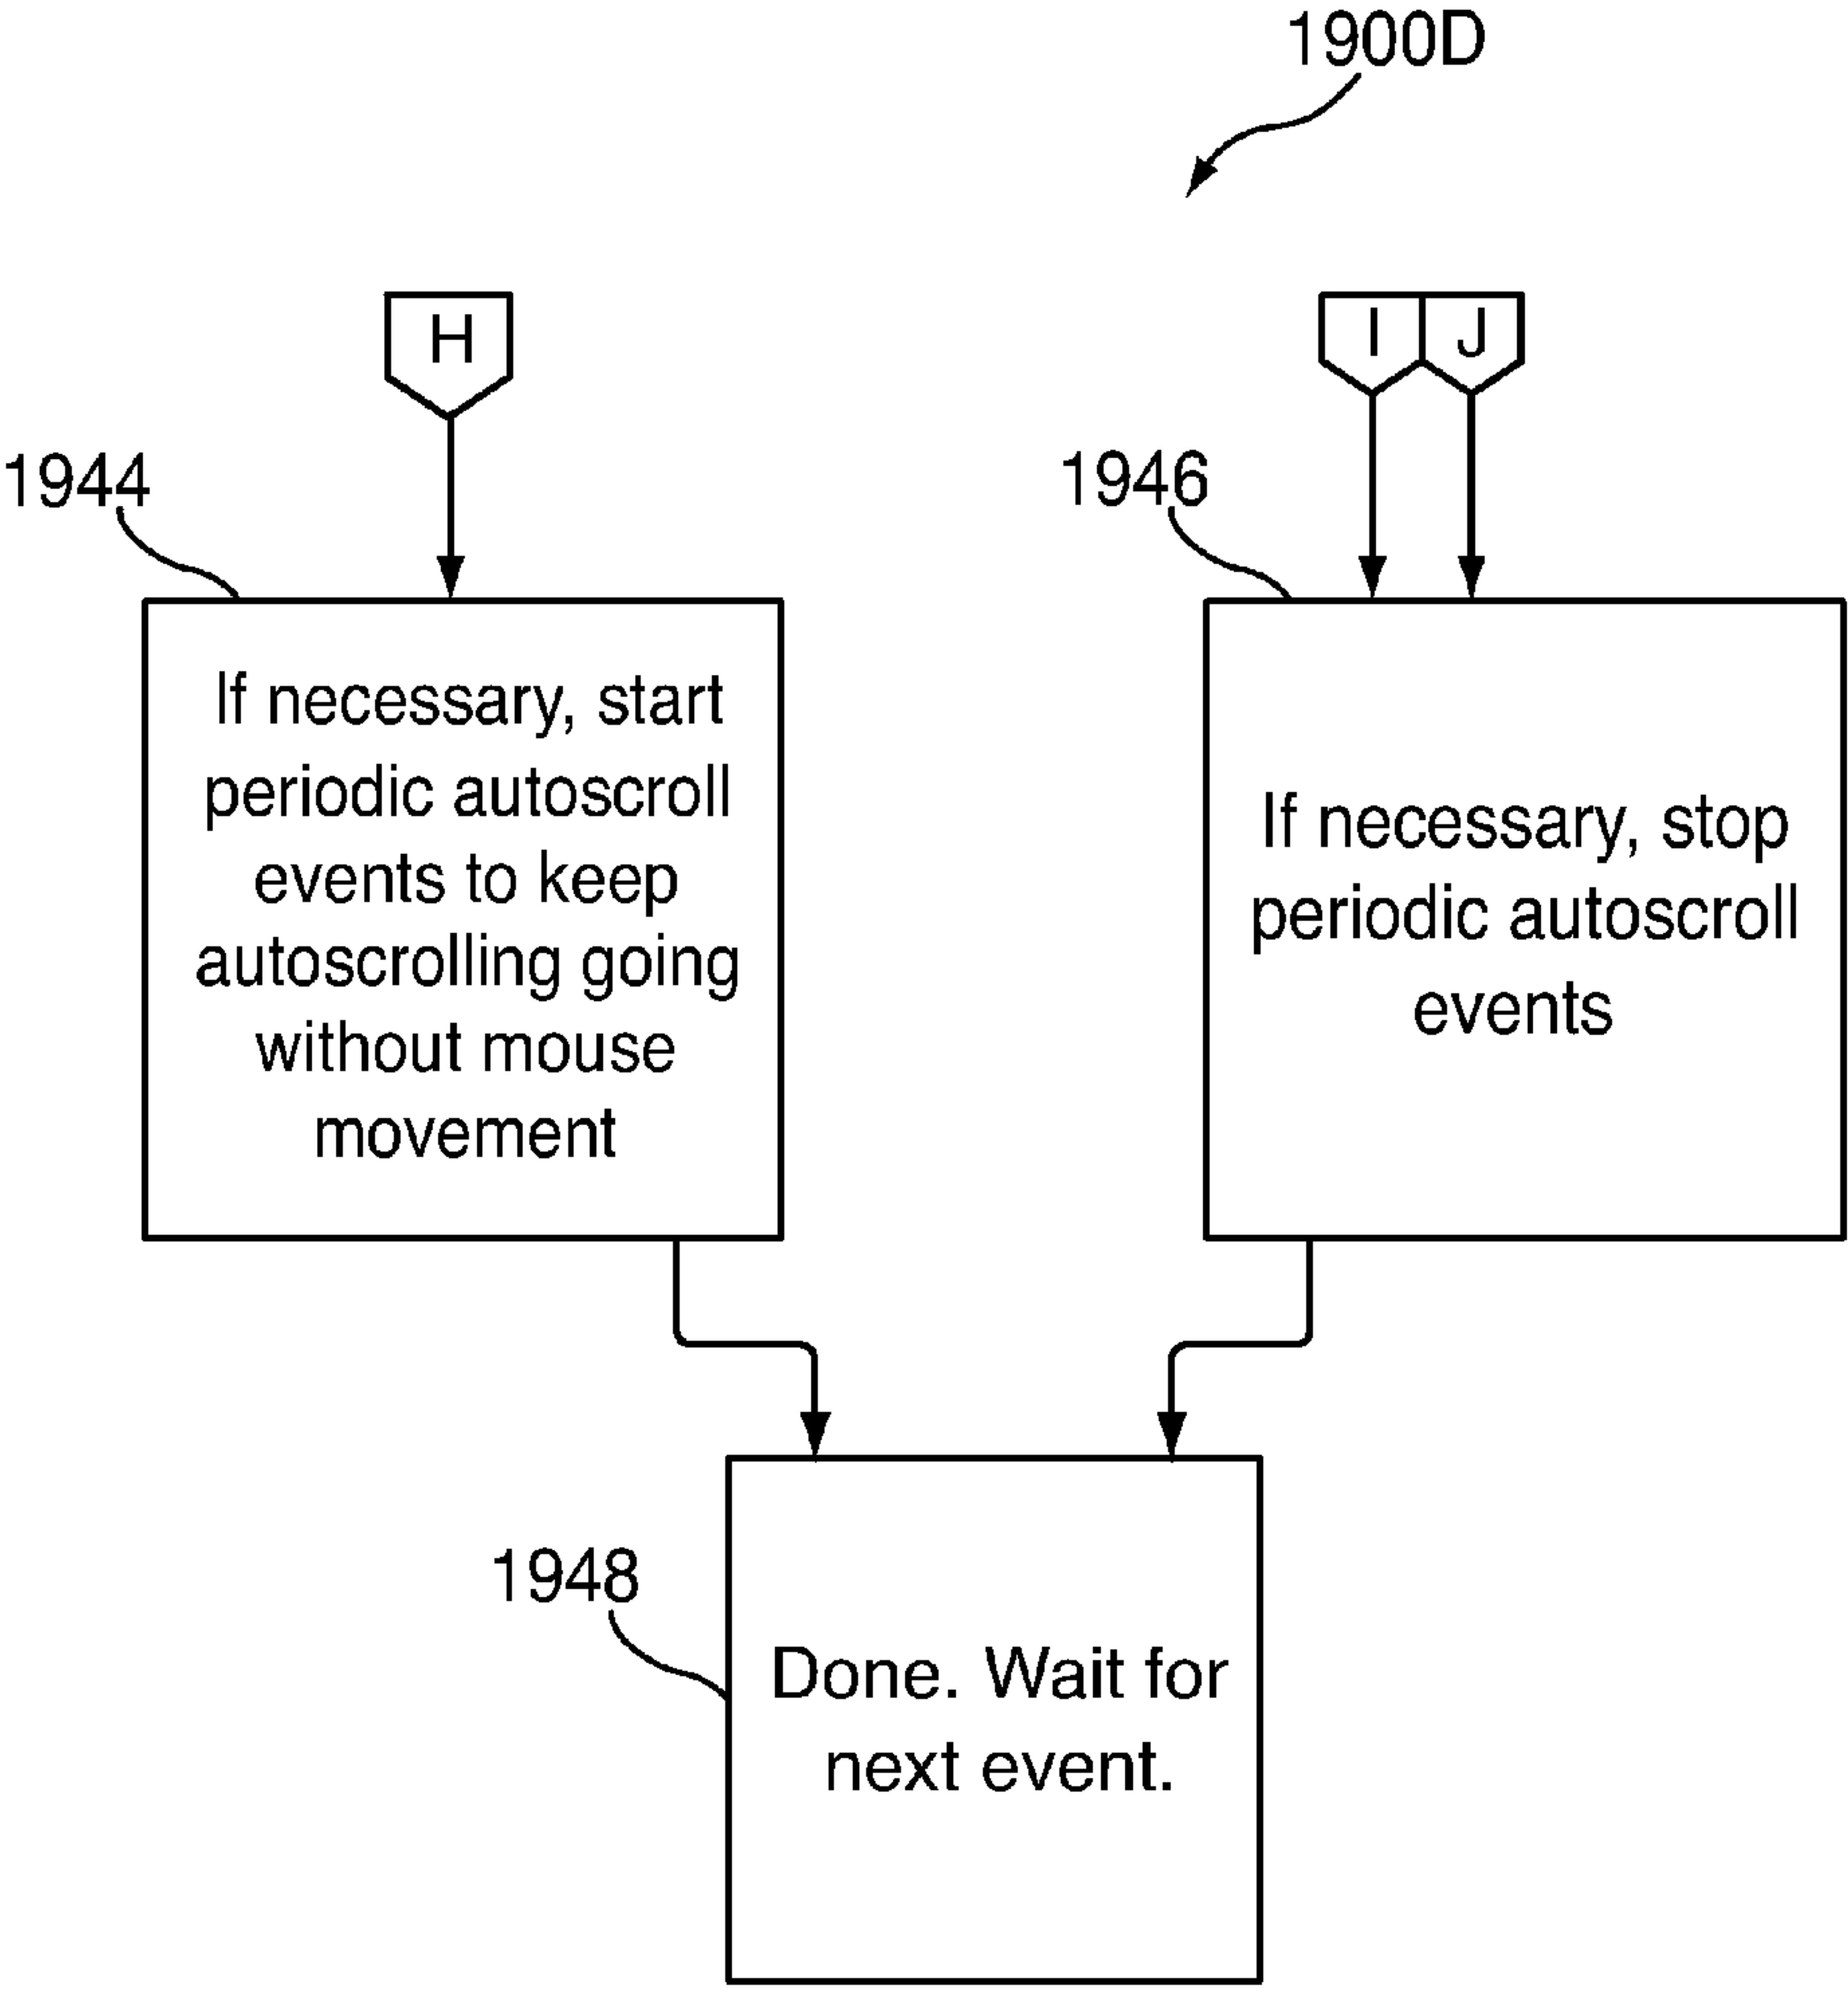 1900D
H
I J
1944
1946
If necessary, start
periodic autoscroll
events to keep
autoscrolling going
without mouse
movement
If necessary, stop
periodic autoscroll
events
1948
Done. Wait for
next event.